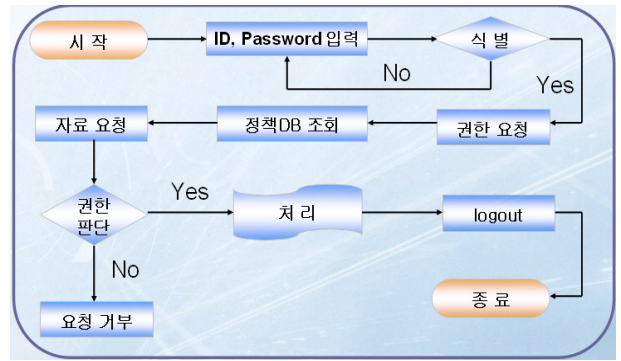 시 작
ID, Password 입력
식 별
No
Yes
자료 요청
정책DB 조회
권한 요청
권한
판단
Yes
처 리
logout
No
요청 거부
종 료